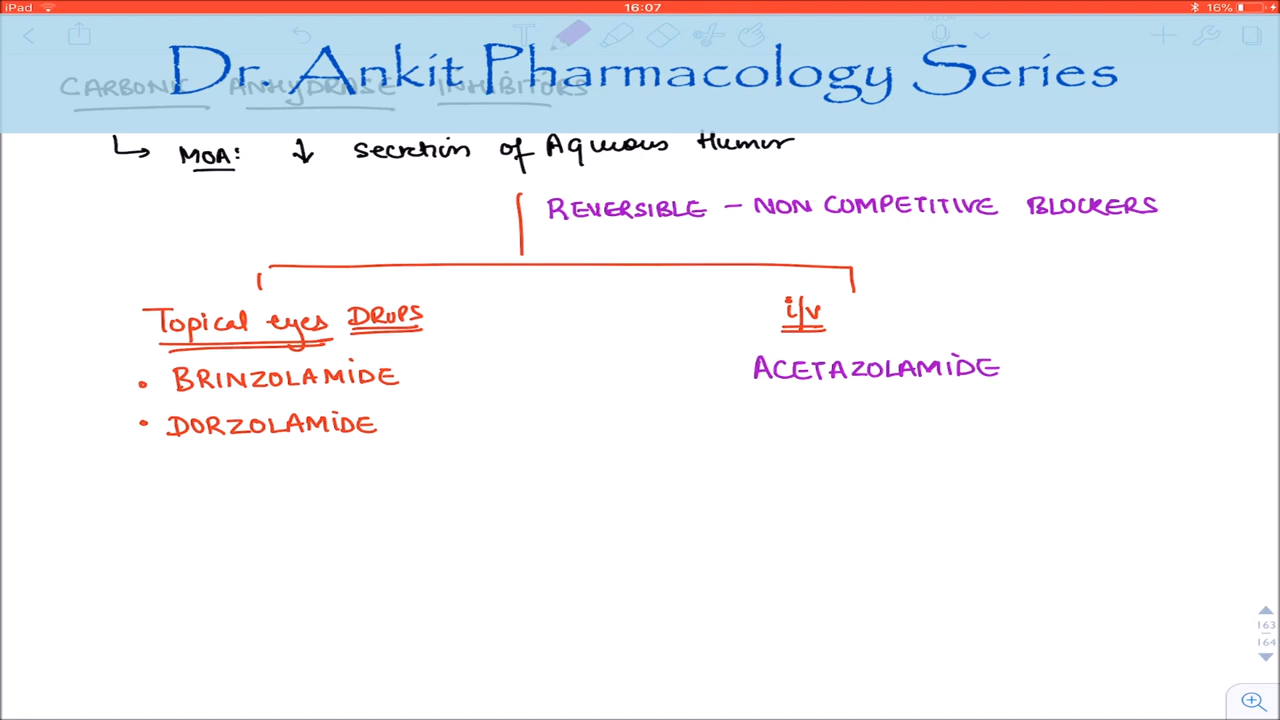 iPad 16:07 16%
Dr. Ankit Pharmacology Series
CARBONIC ANHYDRASE INHIBITORS
MOA: ↓ secretion of Aqueous Humor
REVERSIBLE - NON COMPETITIVE BLOCKERS
Topical eyes DROPS
i/v
• BRINZOLAMIDE
ACETAZOLAMIDE
• DORZOLAMIDE
163
164